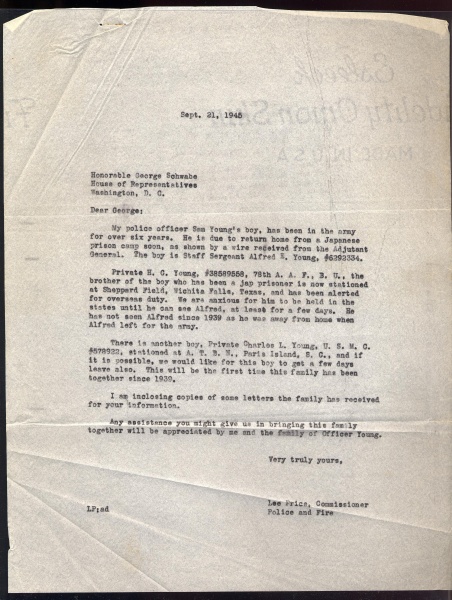 Sept. 21, 1945
Honorable George Schwabe
House of Representatives
Washington, D. C.
Dear George:
My police officer Sam Young's boy, has been in the army
for over six years. He is due to return home from a Japanese
prison camp soon, as shown by a wire received from the Adjutant
General. The boy is Staff Sergeant Alfred E. Young, #6292334.
Private H. C. Young, #38589558, 78th A. A. F., B. U., the
brother of the boy who has been a jap prisoner is now stationed
at Sheppard Field, Wichita Falls, Texas, and has been alerted
for overseas duty. We are anxious for him to be held in the
states until he can see Alfred, at least for a few days. He
has not seen Alfred since 1939 as he was away from home when
Alfred left for the army.
There is another boy, Private Charles L. Young, U. S. M. C.
#578922, stationed at A. T. B. N., Paris Island, S. C., and if
it is possible, we would like for this boy to get a few days
leave also. This will be the first time this family has been
together since 1939.
I am inclosing copies of some letters the family has received
for your information.
Any assistance you might give us in bringing this family
together will be appreciated by me and the family of Officer Young.
Very truly yours,
Lee Price, Commissioner
Police and Fire
LP:ad
MADE IN U.S.A.